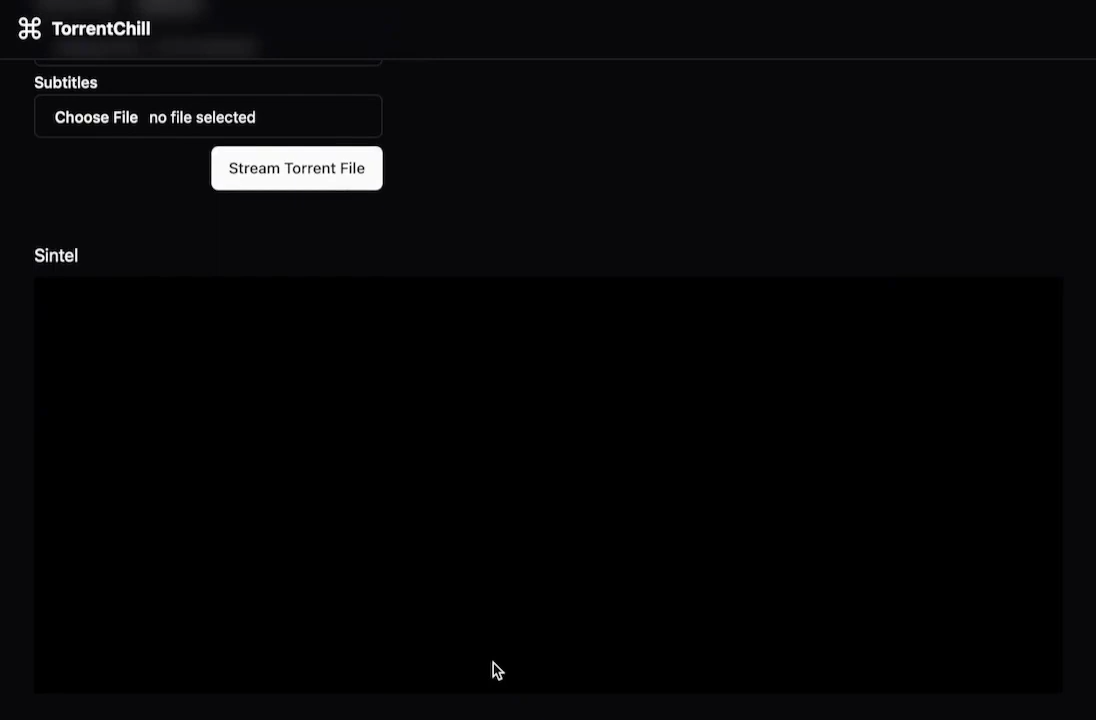 TorrentChill
Subtitles
Choose File no file selected
Stream Torrent File
Sintel